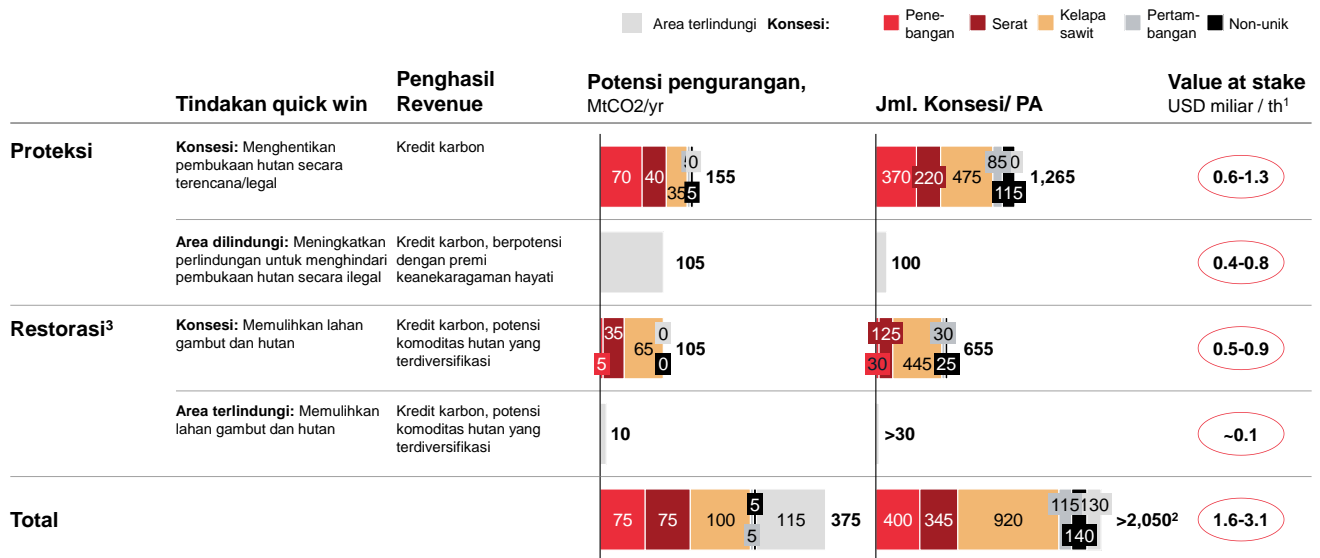 Area terlindungi Konsesi: Pene-
bangan Serat Kelapa
sawit Pertam-
bangan Non-unik
Tindakan quick win
Penghasil
Revenue
Potensi pengurangan,
MtCO2/yr
Jml. Konsesi/ PA
Value at stake
USD miliar / th¹
Proteksi
Konsesi: Menghentikan
pembukaan hutan secara
terencana/legal
Kredit karbon
70 40 35 0 5 155
370 220 475 85 0 115 1,265
0.6-1.3
Area dilindungi: Meningkatkan
perlindungan untuk menghindari
pembukaan hutan secara ilegal
Kredit karbon, berpotensi
dengan premi
keanekaragaman hayati
105
100
0.4-0.8
Restorasi³
Konsesi: Memulihkan lahan
gambut dan hutan
Kredit karbon, potensi
komoditas hutan yang
terdiversifikasi
5 35 65 0 0 105
30 125 445 30 25 655
0.5-0.9
Area terlindungi: Memulihkan
lahan gambut dan hutan
Kredit karbon, potensi
komoditas hutan yang
terdiversifikasi
10
>30
~0.1
Total
75 75 100 5 5 115 375
400 345 920 115 140 130 >2,050²
1.6-3.1